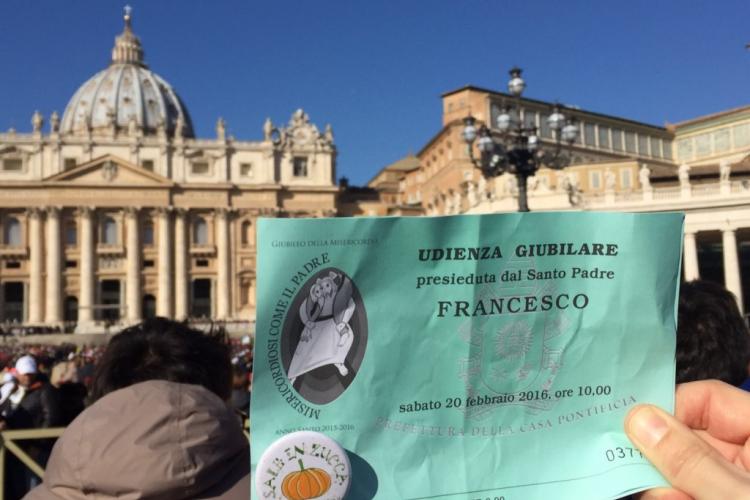 GIUBILEO DELLA MISERICORDIA
MISERICORDIOSI COME IL PADRE
ANNO SANTO 2015-2016
UDIENZA GIUBILARE
presieduta dal Santo Padre
FRANCESCO
sabato 20 febbraio 2016, ore 10,00
PREFETTURA DELLA CASA PONTIFICIA
037
EN ZUCCA